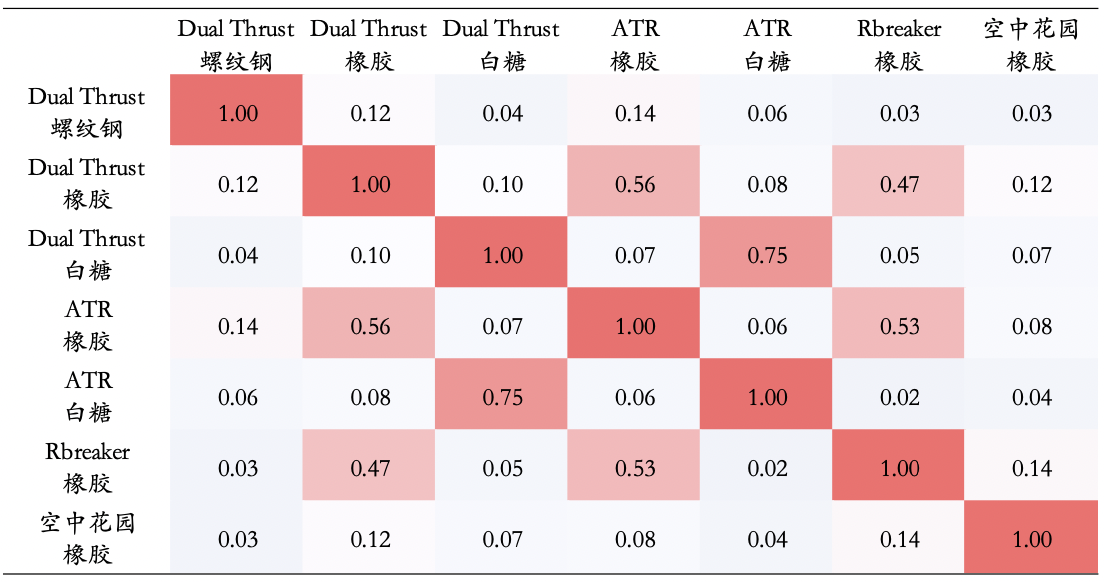 Dual Thrust Dual Thrust Dual Thrust ATR ATR Rbreaker 空中花园
螺纹钢 橡胶 白糖 橡胶 白糖 橡胶 橡胶
Dual Thrust
螺纹钢
1.00 0.12 0.04 0.14 0.06 0.03 0.03
Dual Thrust
橡胶
0.12 1.00 0.10 0.56 0.08 0.47 0.12
Dual Thrust
白糖
0.04 0.10 1.00 0.07 0.75 0.05 0.07
ATR
橡胶
0.14 0.56 0.07 1.00 0.06 0.53 0.08
ATR
白糖
0.06 0.08 0.75 0.06 1.00 0.02 0.04
Rbreaker
橡胶
0.03 0.47 0.05 0.53 0.02 1.00 0.14
空中花园
橡胶
0.03 0.12 0.07 0.08 0.04 0.14 1.00